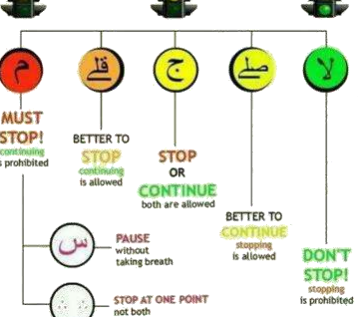 م
قلے
ج
صلے
لا
MUST
STOP!
continuing
is prohibited
BETTER TO
STOP
continuing
is allowed
STOP
OR
CONTINUE
both are allowed
BETTER TO
CONTINUE
stopping
is allowed
DON'T
STOP!
stopping
is prohibited
س
PAUSE
without
taking breath
∴ ∴
STOP AT ONE POINT
not both